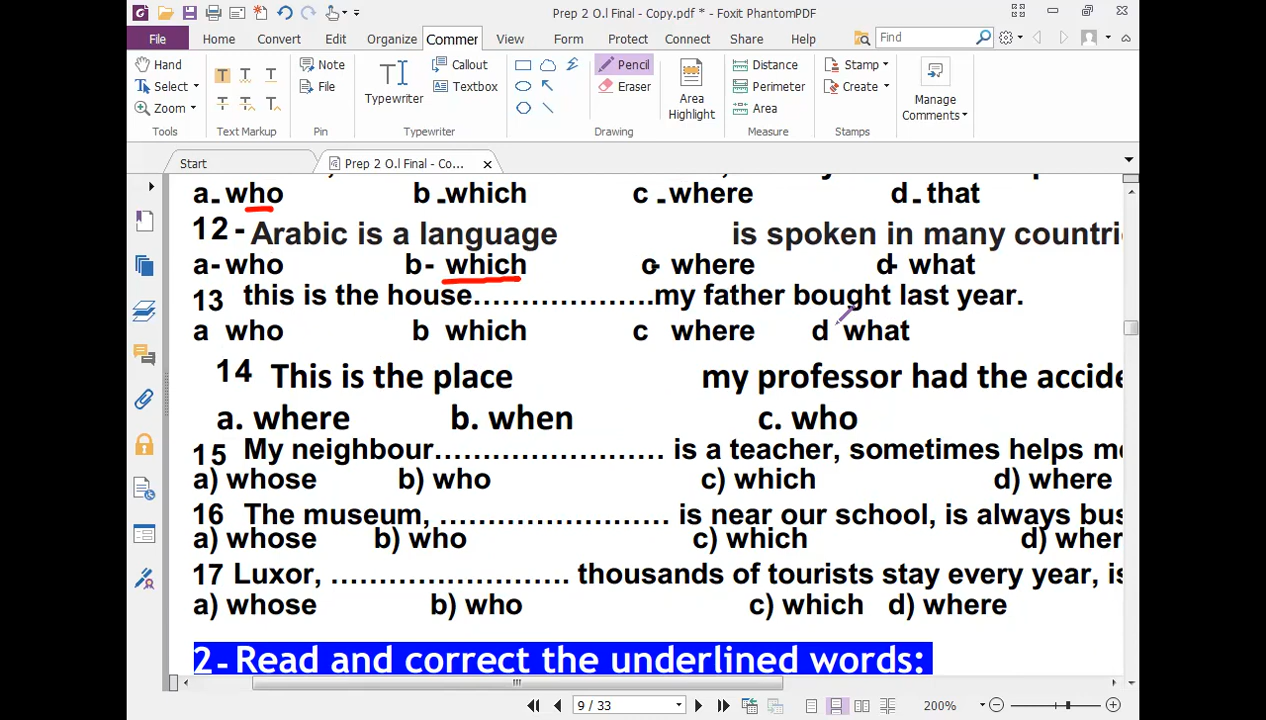 Prep 2 O.l Final - Copy.pdf * - Foxit PhantomPDF
File Home Convert Edit Organize Commer View Form Protect Connect Share Help Find
Hand Select Zoom Tools
Text Markup
Note File Pin
Typewriter Callout Textbox Typewriter
Pencil Eraser Area Highlight Drawing
Distance Perimeter Area Measure
Stamp Create Stamps
Manage Comments
Start Prep 2 O.l Final - Co...
a - who b - which c - where d - that
12 - Arabic is a language is spoken in many countri
a- who b- which c- where d- what
13 this is the house………………….my father bought last year.
a who b which c where d what
14 This is the place my professor had the accide
a. where b. when c. who
15 My neighbour…………………… is a teacher, sometimes helps me
a) whose b) who c) which d) where
16 The museum, …………………… is near our school, is always bus
a) whose b) who c) which d) wher
17 Luxor, ……………………. thousands of tourists stay every year, is
a) whose b) who c) which d) where
2- Read and correct the underlined words:
9 / 33 200%